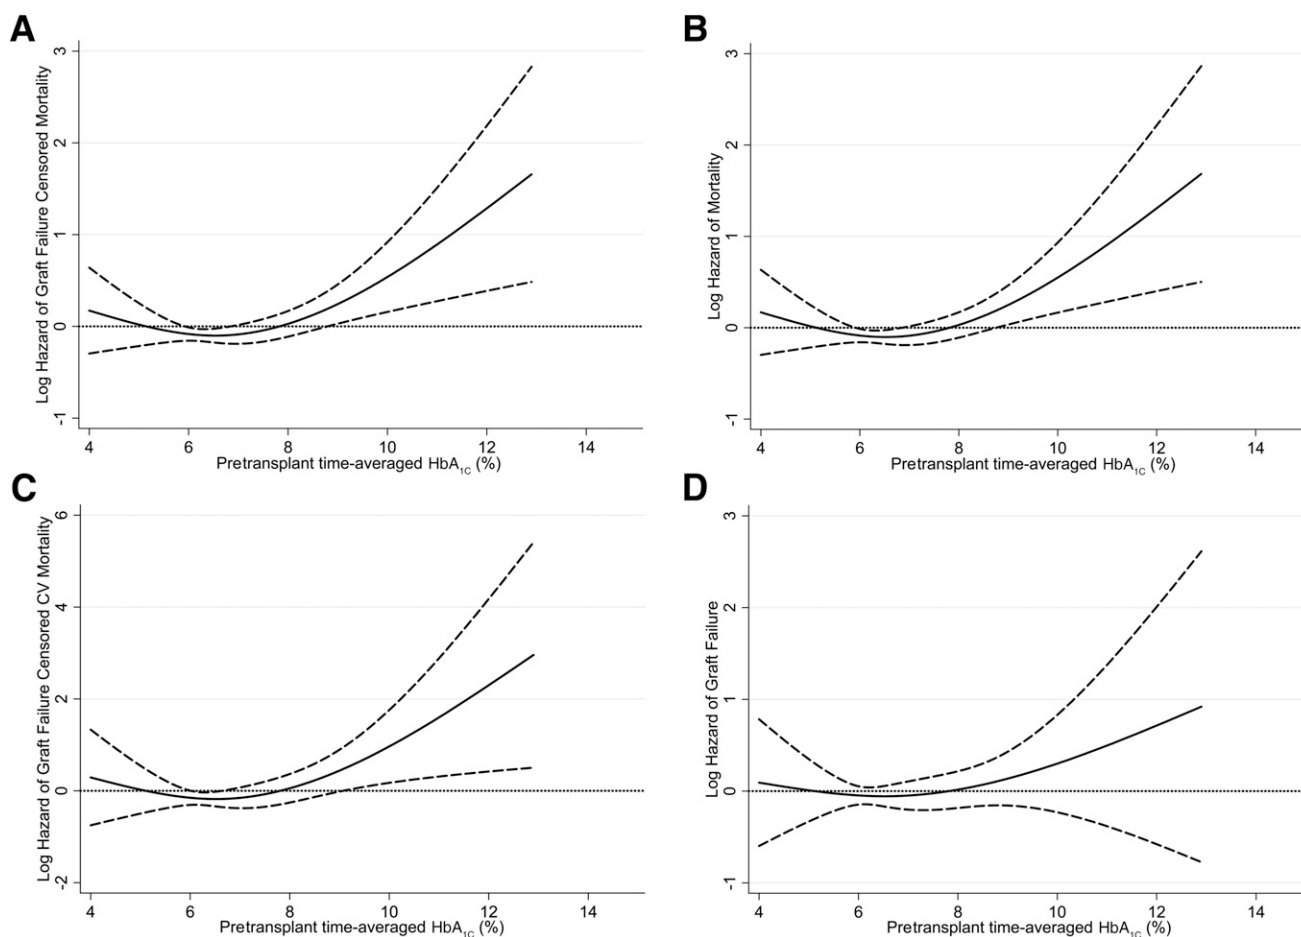 A
Log Hazard of Graft Failure Censored Mortality
3
2
1
0
-1
4 6 8 10 12 14
Pretransplant time-averaged HbA1C (%)
B
Log Hazard of Mortality
3
2
1
0
-1
4 6 8 10 12 14
Pretransplant time-averaged HbA1C (%)
C
Log Hazard of Graft Failure Censored CV Mortality
6
4
2
0
-2
4 6 8 10 12 14
Pretransplant time-averaged HbA1C (%)
D
Log Hazard of Graft Failure
3
2
1
0
-1
4 6 8 10 12 14
Pretransplant time-averaged HbA1C (%)